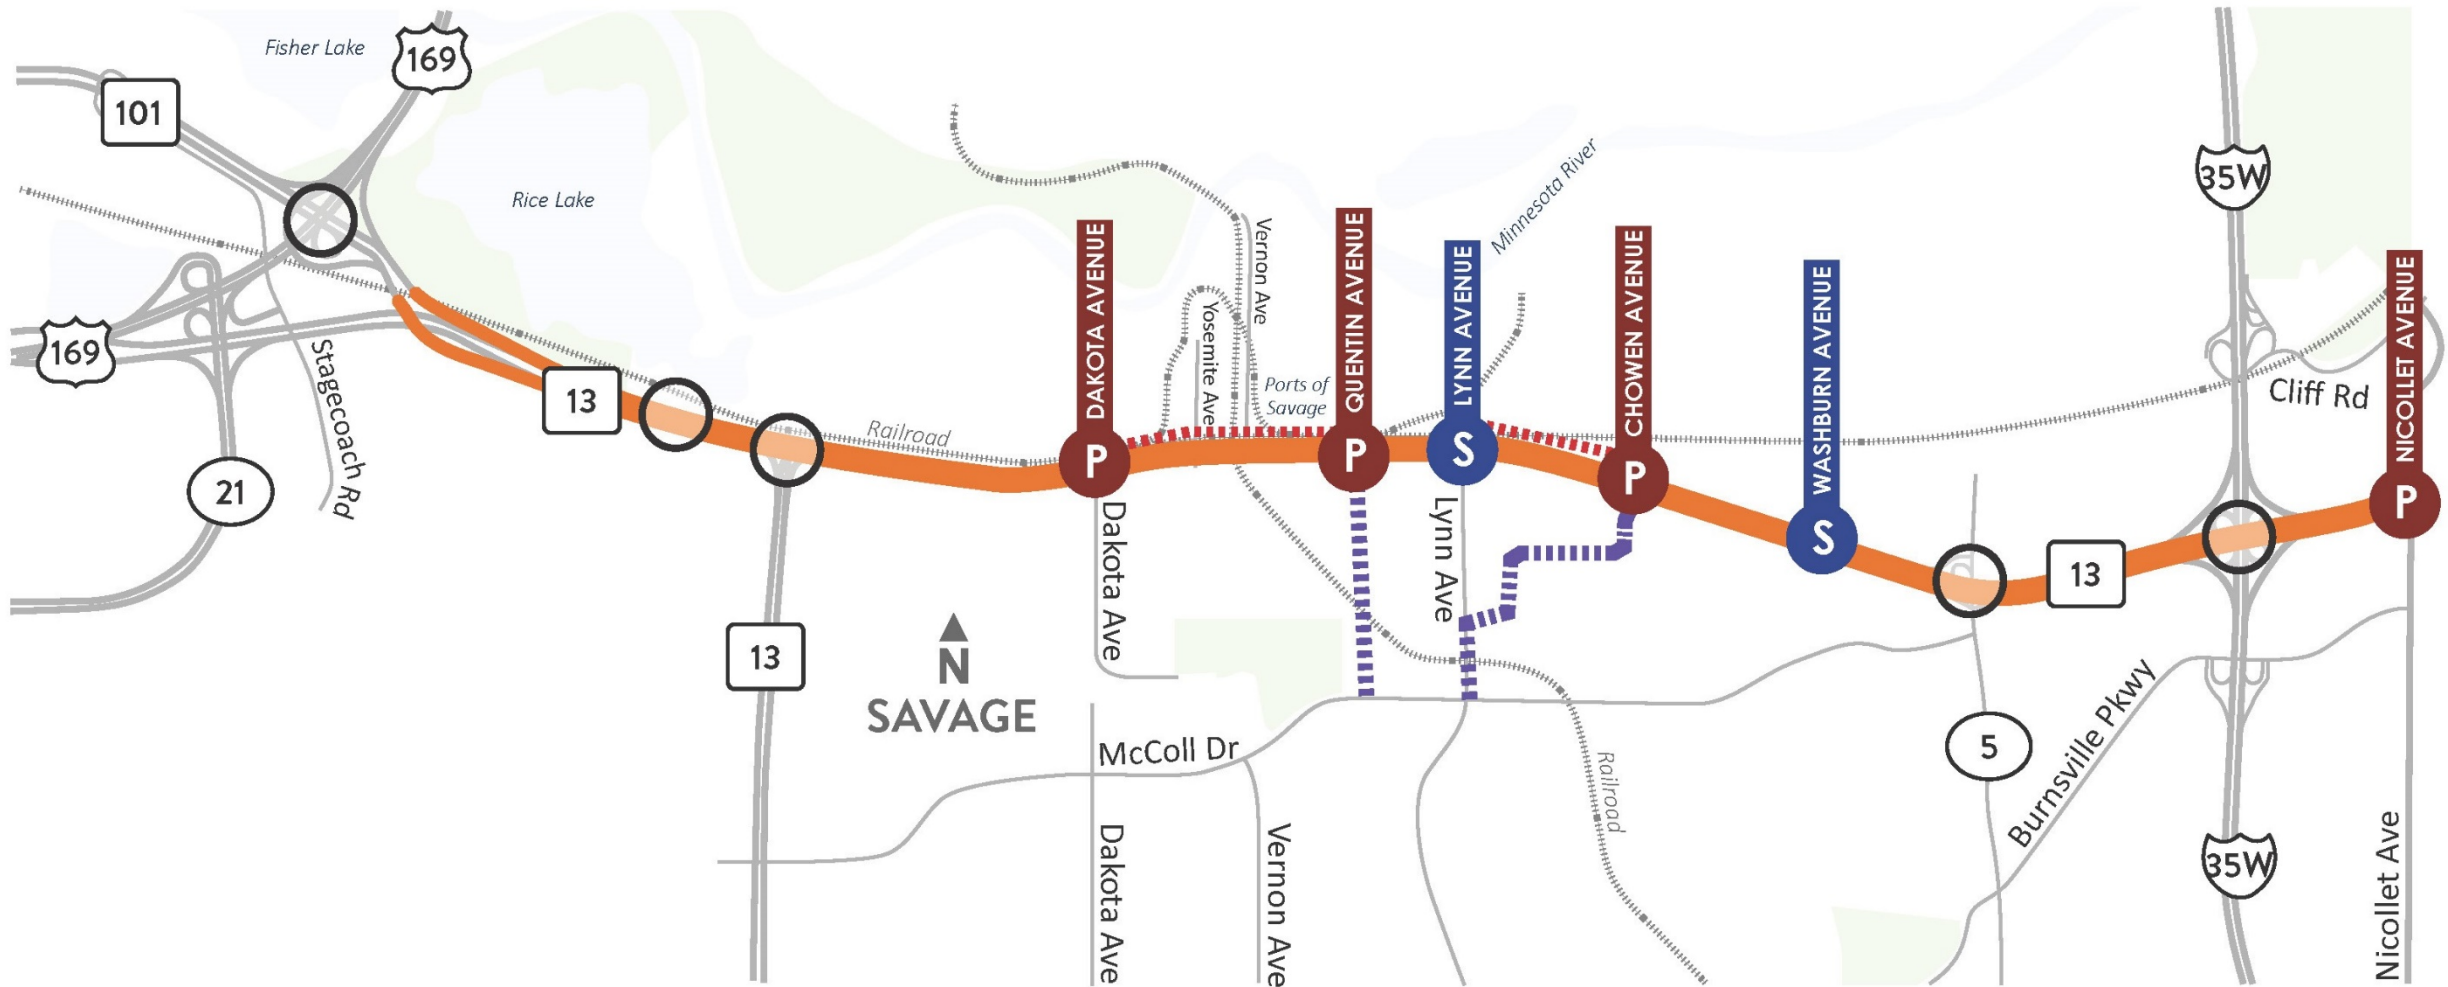 Fisher Lake
169
101
Rice Lake
Minnesota River
35W
Vernon Ave
DAKOTA AVENUE
QUENTIN AVENUE
LYNN AVENUE
CHOWEN AVENUE
WASHBURN AVENUE
NICOLLET AVENUE
Yosemite Ave
Ports of
Savage
169
Stagecoach Rd
13
Railroad
Cliff Rd
P
P
S
P
S
P
21
Dakota Ave
Lynn Ave
13
13
N
SAVAGE
McColl Dr
5
Burnsville Pkwy
Railroad
35W
Dakota Ave
Vernon Ave
Nicollet Ave